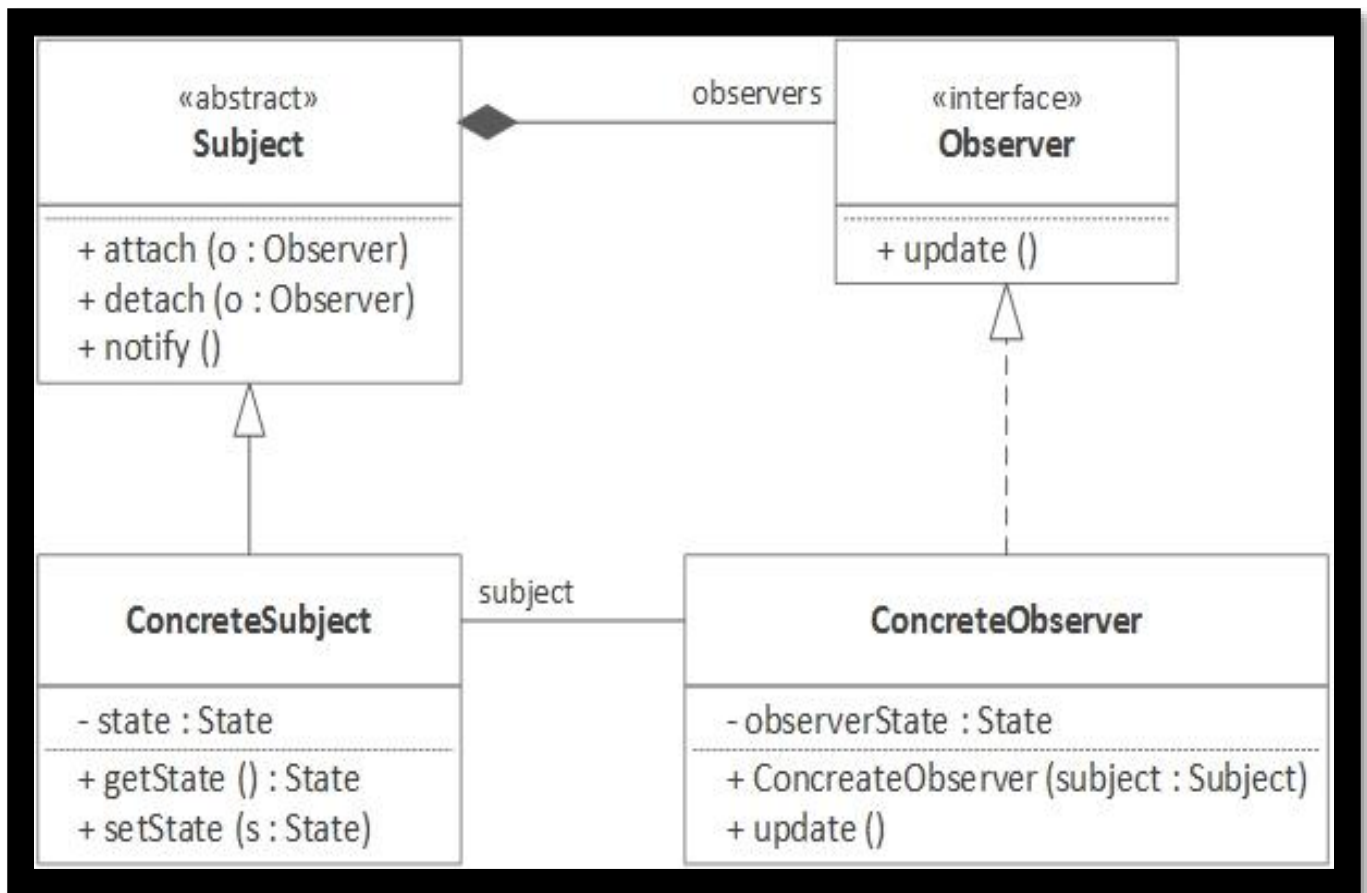 «abstract»
Subject
+ attach (o : Observer)
+ detach (o : Observer)
+ notify ()
observers
«interface»
Observer
+ update ()
ConcreteSubject
- state : State
+ getState () : State
+ setState (s : State)
subject
ConcreteObserver
- observerState : State
+ ConcreateObserver (subject : Subject)
+ update ()